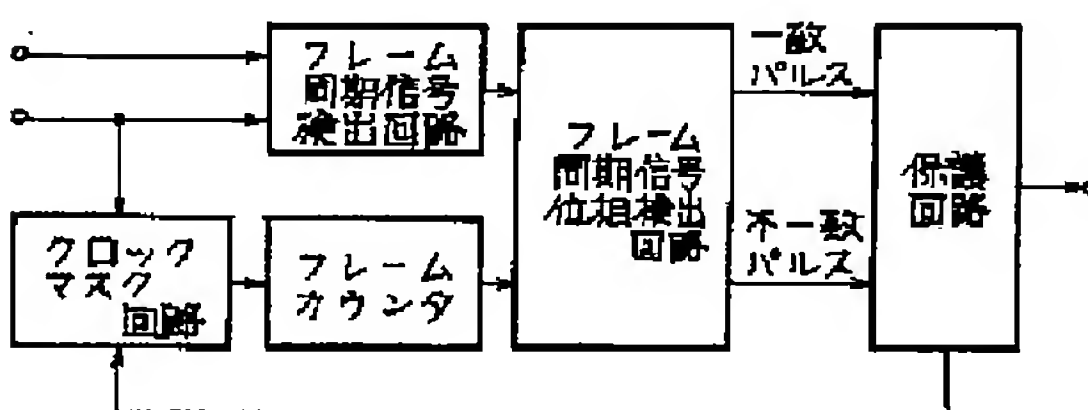 フレーム
同期信号
検出回路
フレーム
同期信号
位相検出
回路
一致
パルス
不一致
パルス
保護
回路
クロック
マスク
回路
フレーム
カウンタ